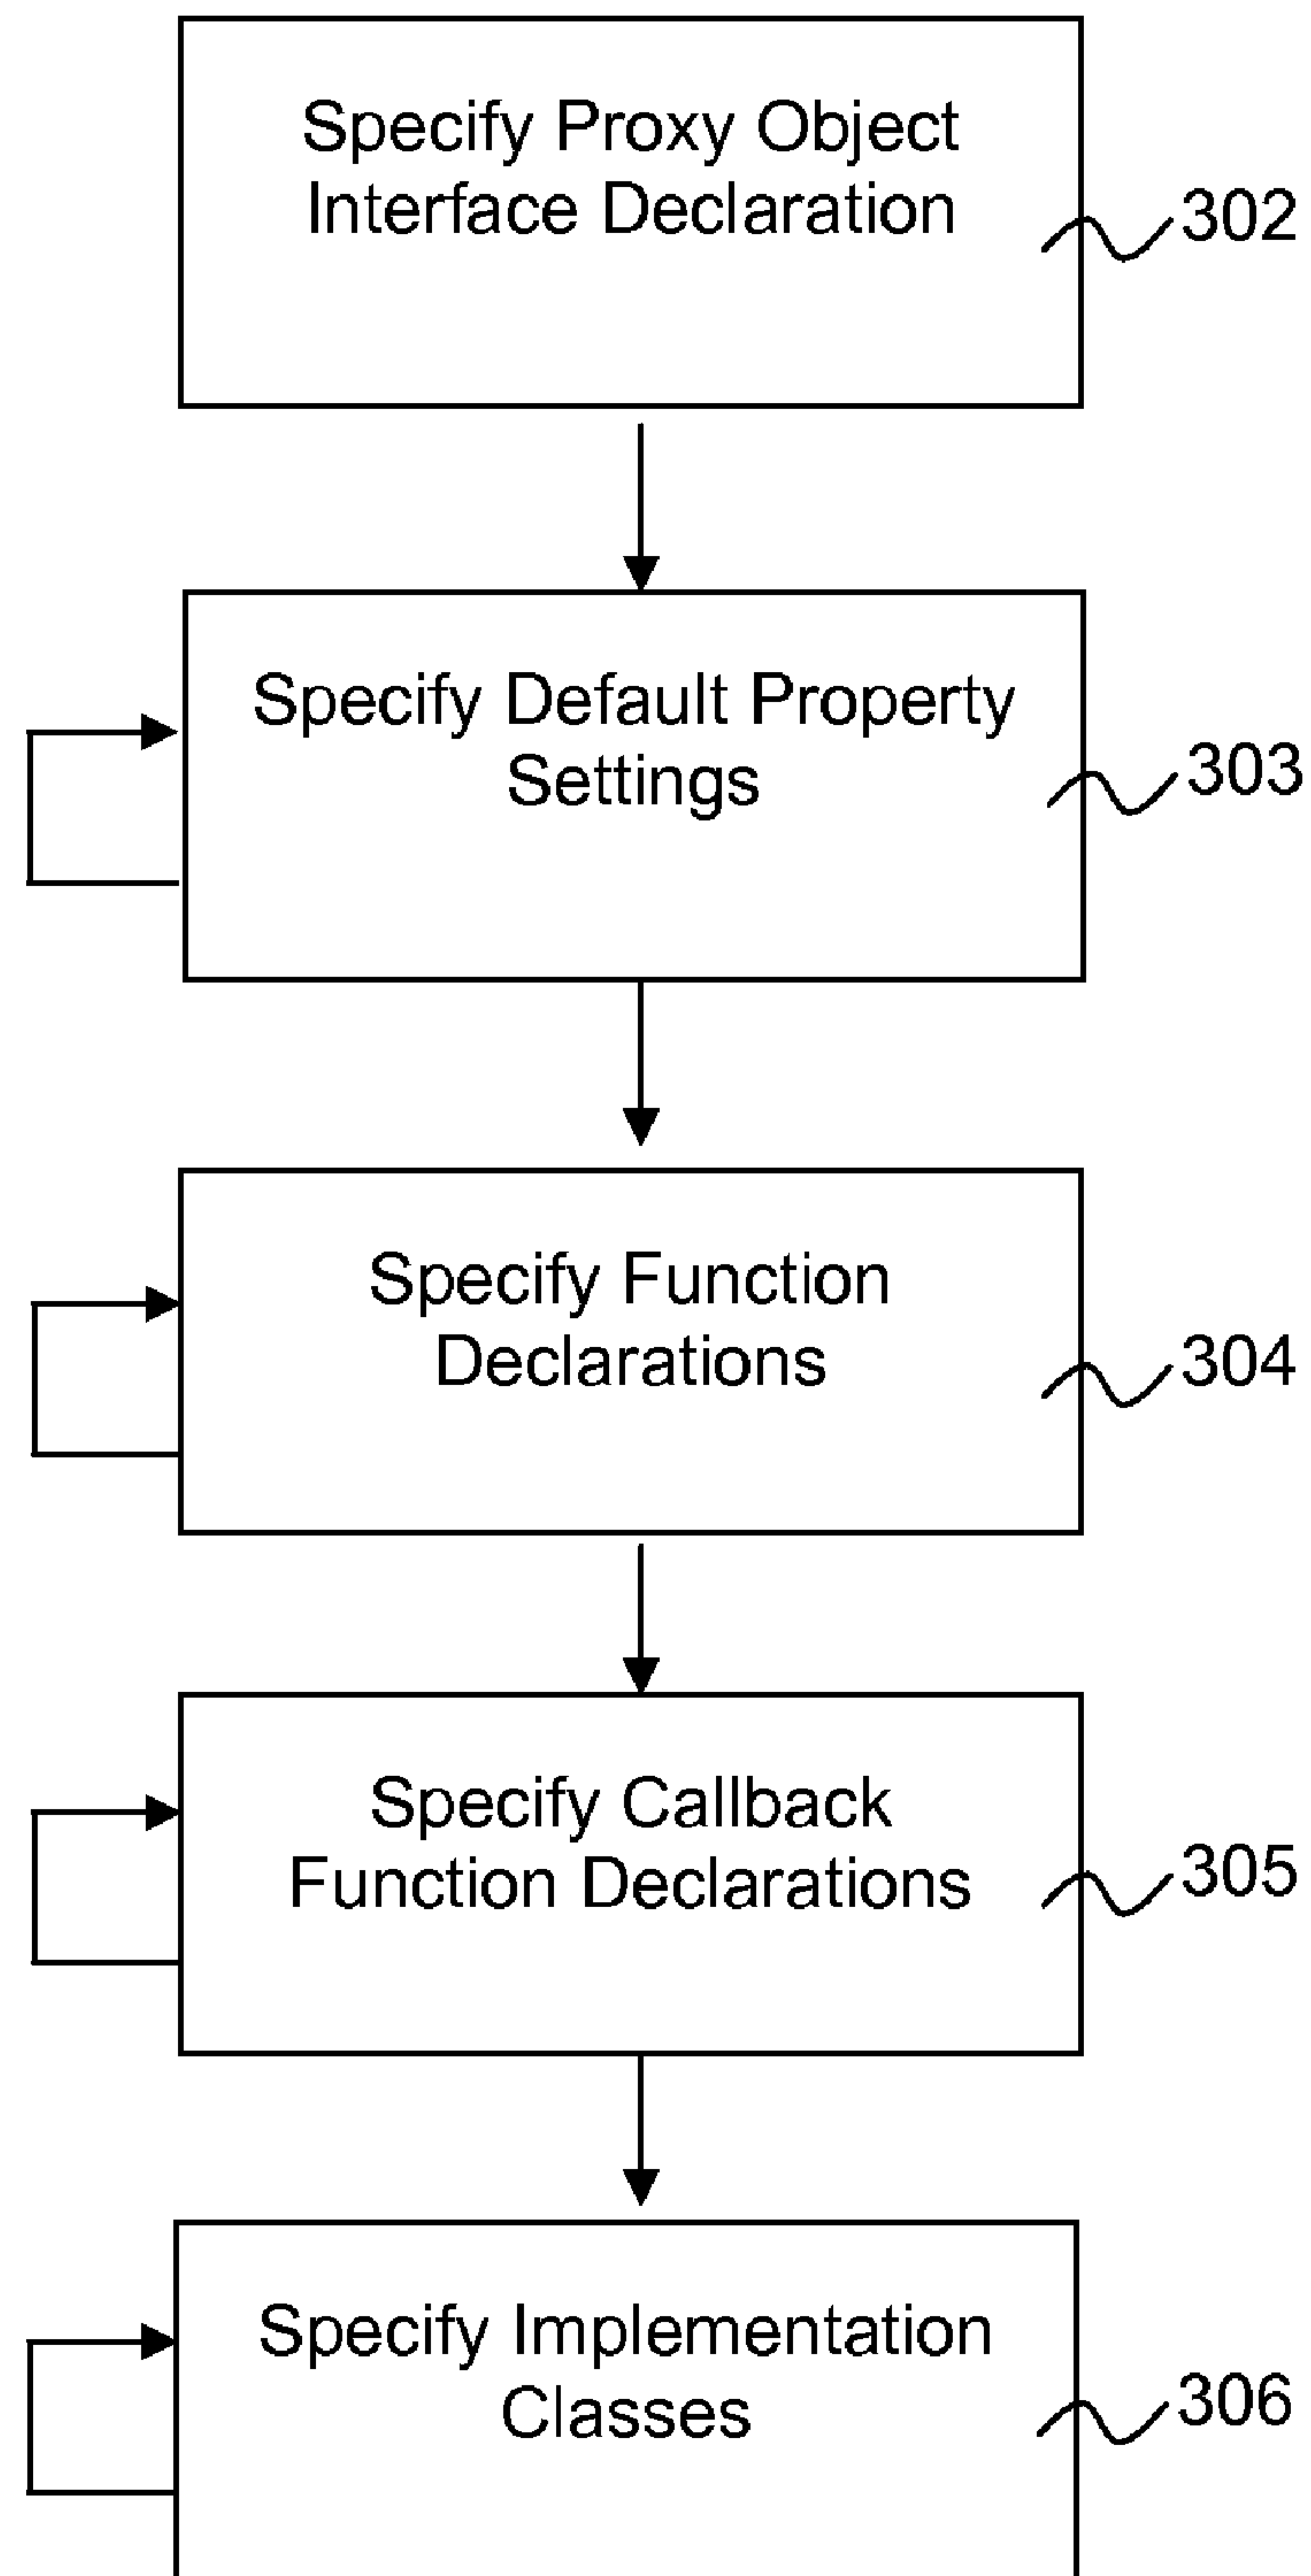 Specify Proxy Object
Interface Declaration
302
Specify Default Property
Settings
303
Specify Function
Declarations
304
Specify Callback
Function Declarations
305
Specify Implementation
Classes
306